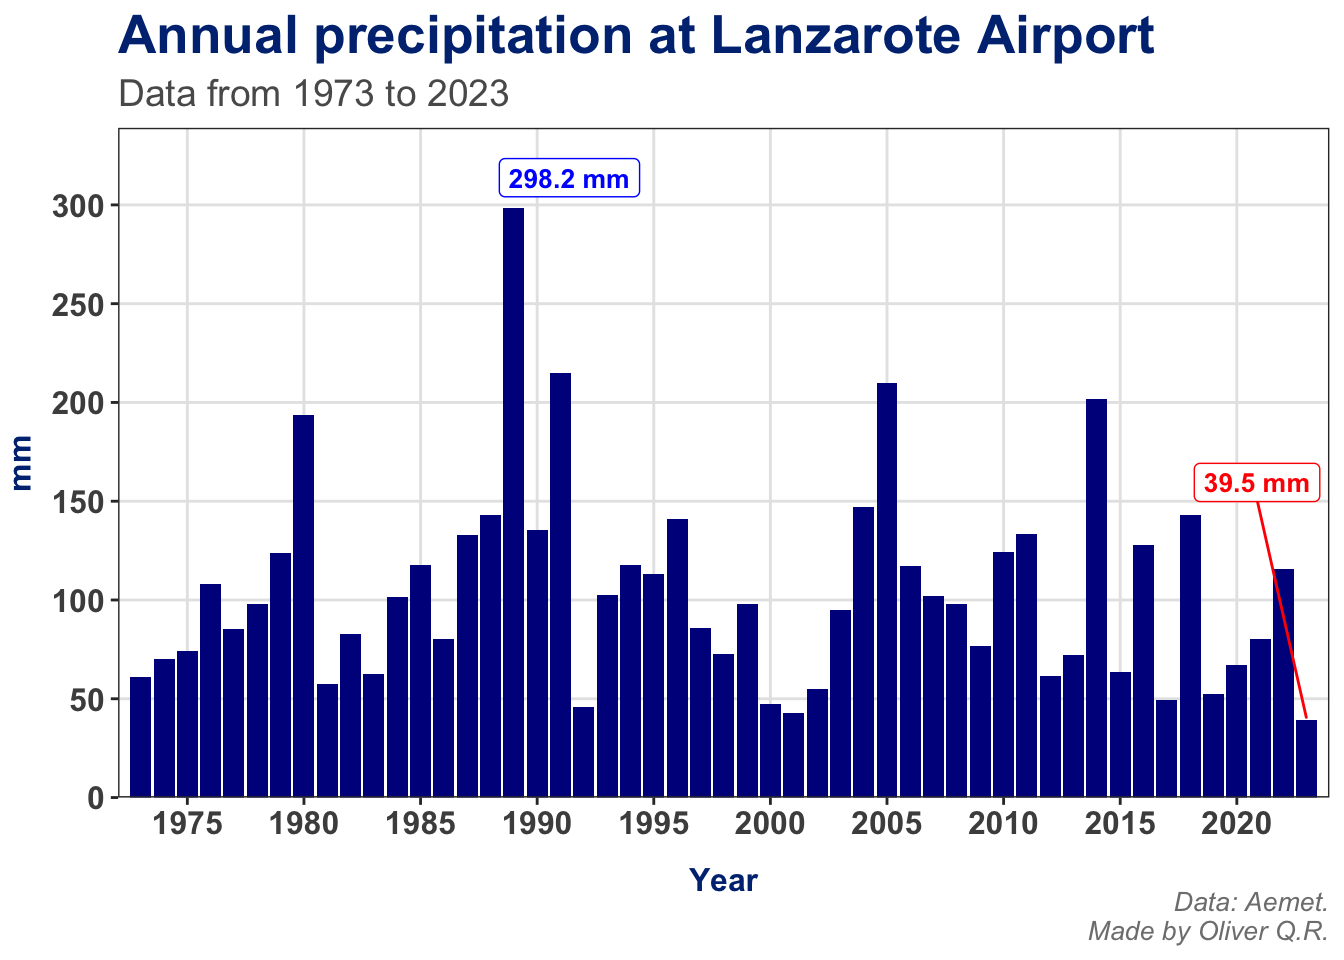 Annual precipitation at Lanzarote Airport
Data from 1973 to 2023
298.2 mm
300
250
200
39.5 mm
150
100
50
0
mm
1975 1980 1985 1990 1995 2000 2005 2010 2015 2020
Year
Data: Aemet.
Made by Oliver Q.R.